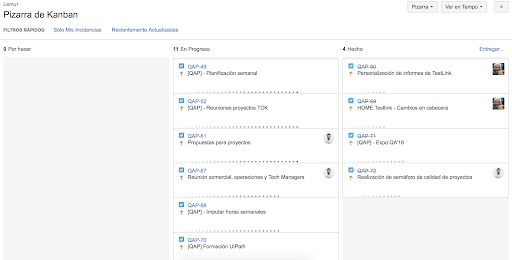 Lemur
Pizarra de Kanban
Pizarra
Ver en Tempo
FILTROS RÁPIDOS:
Sólo Mis Incidencias
Recientemente Actualizadas
0 Por hacer
11 En Progreso
4 Hecho
Entregar...
QAP-49
[QAP] - Planificación semanal
QAP-52
[QAP] - Reuniones proyectos TCK
QAP-61
Propuestas para proyectos
QAP-67
Reunión comercial, operaciones y Tech Managers
QAP-68
[QAP] - Imputar horas semanales
QAP-70
[QAP] Formación UIPath
QAP-60
Personalización de informes de TestLink
QAP-69
HOME Testlink - Cambios en cabecera
QAP-71
[QAP] - Expo:QA'18
QAP-72
Realización de semáforo de calidad de proyectos